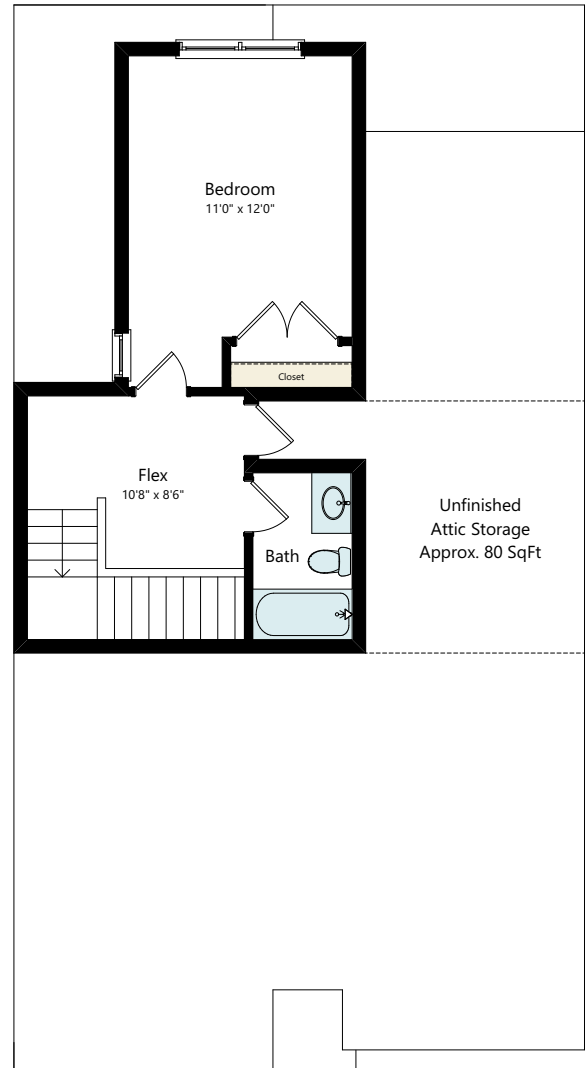 Bedroom
11'0" x 12'0"
Closet
Flex
10'8" x 8'6"
Bath
Unfinished
Attic Storage
Approx. 80 SqFt